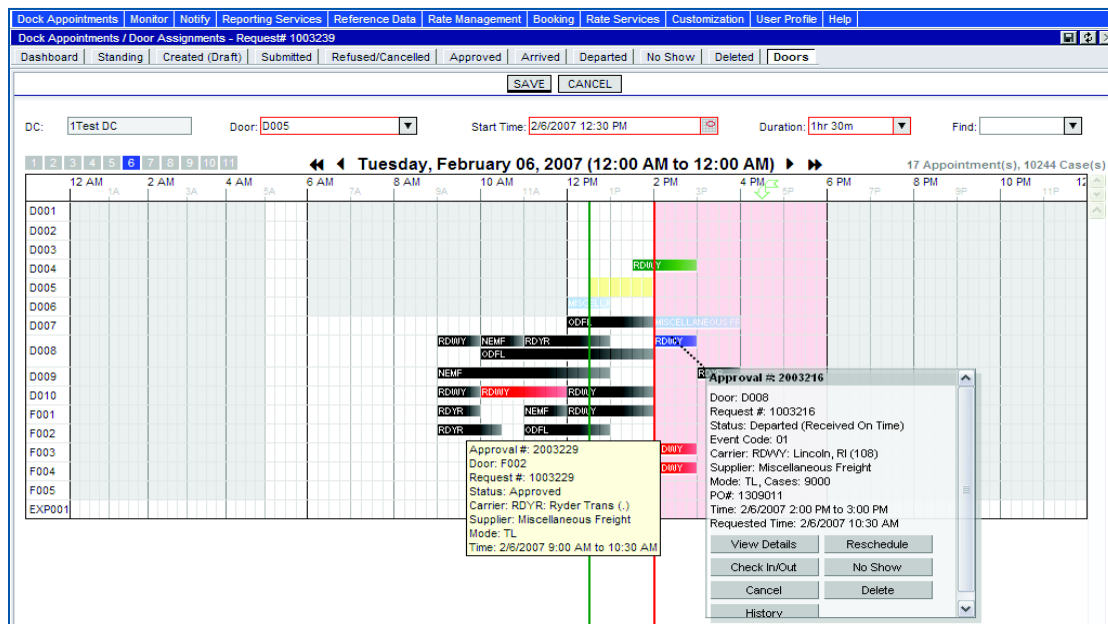 Dock Appointments Monitor Notify Reporting Services Reference Data Rate Management Booking Rate Services Customization User Profile Help
Dock Appointments / Door Assignments - Request# 1003239
Dashboard Standing Created (Draft) Submitted Refused/Cancelled Approved Arrived Departed No Show Deleted Doors
SAVE CANCEL
DC: 1Test DC Door: D005 Start Time: 2/6/2007 12:30 PM Duration: 1hr 30m Find:
1 2 3 4 5 6 7 8 9 10 11 Tuesday, February 06, 2007 (12:00 AM to 12:00 AM) 17 Appointment(s), 10244 Case(s)
12 AM 2 AM 4 AM 6 AM 8 AM 10 AM 12 PM 2 PM 4 PM 6 PM 8 PM 10 PM 12
1A 3A 5A 7A 9A 11A 1P 3P 5P 7P 9P 11P
D001
D002
D003
D004 RDWY
D005
D006 MISCELLA
D007 ODFL MISCELLANEOUS FR
D008 RDWY NEMF RDYR RDWY
ODFL
D009 NEMF
D010 RDWY RDWY RDWY
F001 RDYR NEMF RDWY
F002 RDYR ODFL
F003
F004
F005
EXP001
Approval #: 2003229
Door: F002
Request #: 1003229
Status: Approved
Carrier: RDYR: Ryder Trans (.)
Supplier: Miscellaneous Freight
Mode: TL
Time: 2/6/2007 9:00 AM to 10:30 AM
Approval #: 2003216
Door: D008
Request #: 1003216
Status: Departed (Received On Time)
Event Code: 01
Carrier: RDWY: Lincoln, RI (108)
Supplier: Miscellaneous Freight
Mode: TL, Cases: 9000
PO#: 1309011
Time: 2/6/2007 2:00 PM to 3:00 PM
Requested Time: 2/6/2007 10:30 AM
View Details Reschedule
Check In/Out No Show
Cancel Delete
History